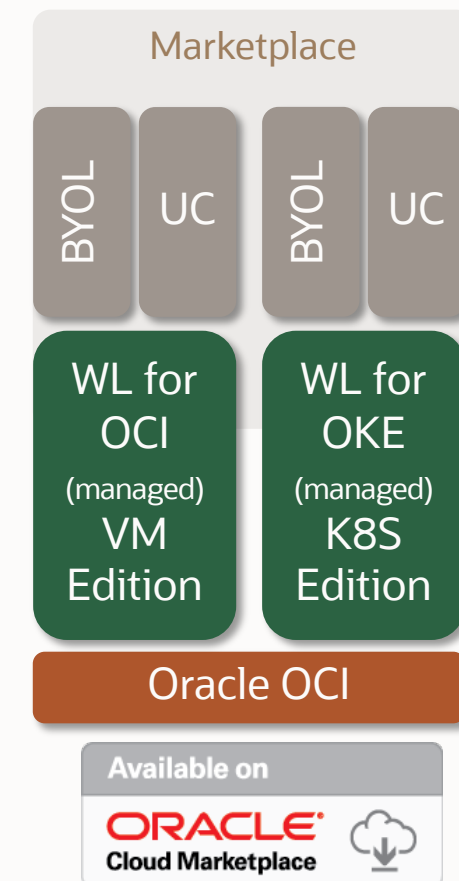 Marketplace
BYOL
UC
BYOL
UC
WL for
OCI
(managed)
VM
Edition
WL for
OKE
(managed)
K8S
Edition
Oracle OCI
Available on
ORACLE®
Cloud Marketplace